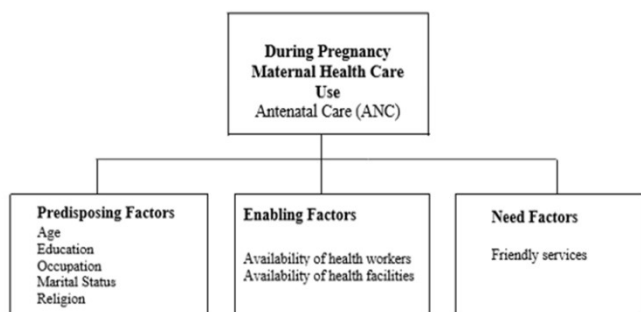 During Pregnancy
Maternal Health Care
Use
Antenatal Care (ANC)
Predisposing Factors
Age
Education
Occupation
Marital Status
Religion
Enabling Factors
Availability of health workers
Availability of health facilities
Need Factors
Friendly services